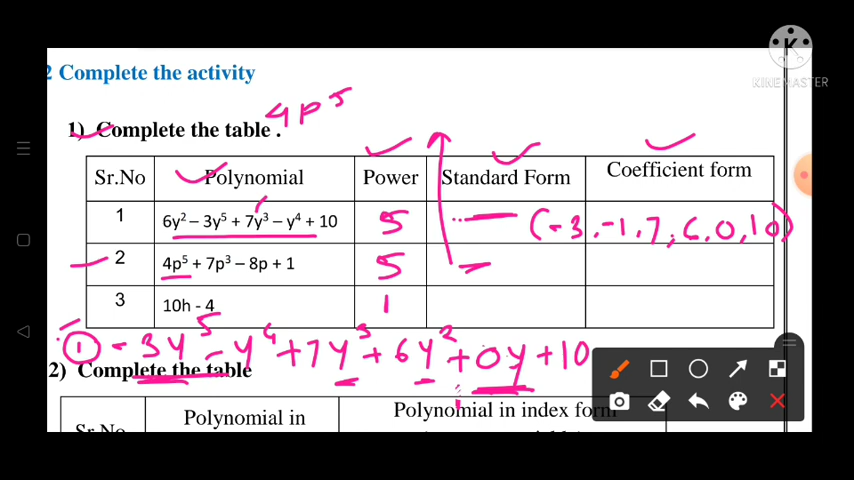 2 Complete the activity
K
KINEMASTER
4p5
1) Complete the table .
Sr.No Polynomial Power Standard Form Coefficient form
1 6y² – 3y⁵ + 7y³ – y⁴ + 10 5 (-3, -1, 7, 6, 0, 10)
2 4p⁵ + 7p³ – 8p + 1 5
3 10h - 4 1
① - 3y⁵ - y⁴ + 7y³ + 6y² + 0y + 10
2) Complete the table
Polynomial in Polynomial in index form
Sr.No